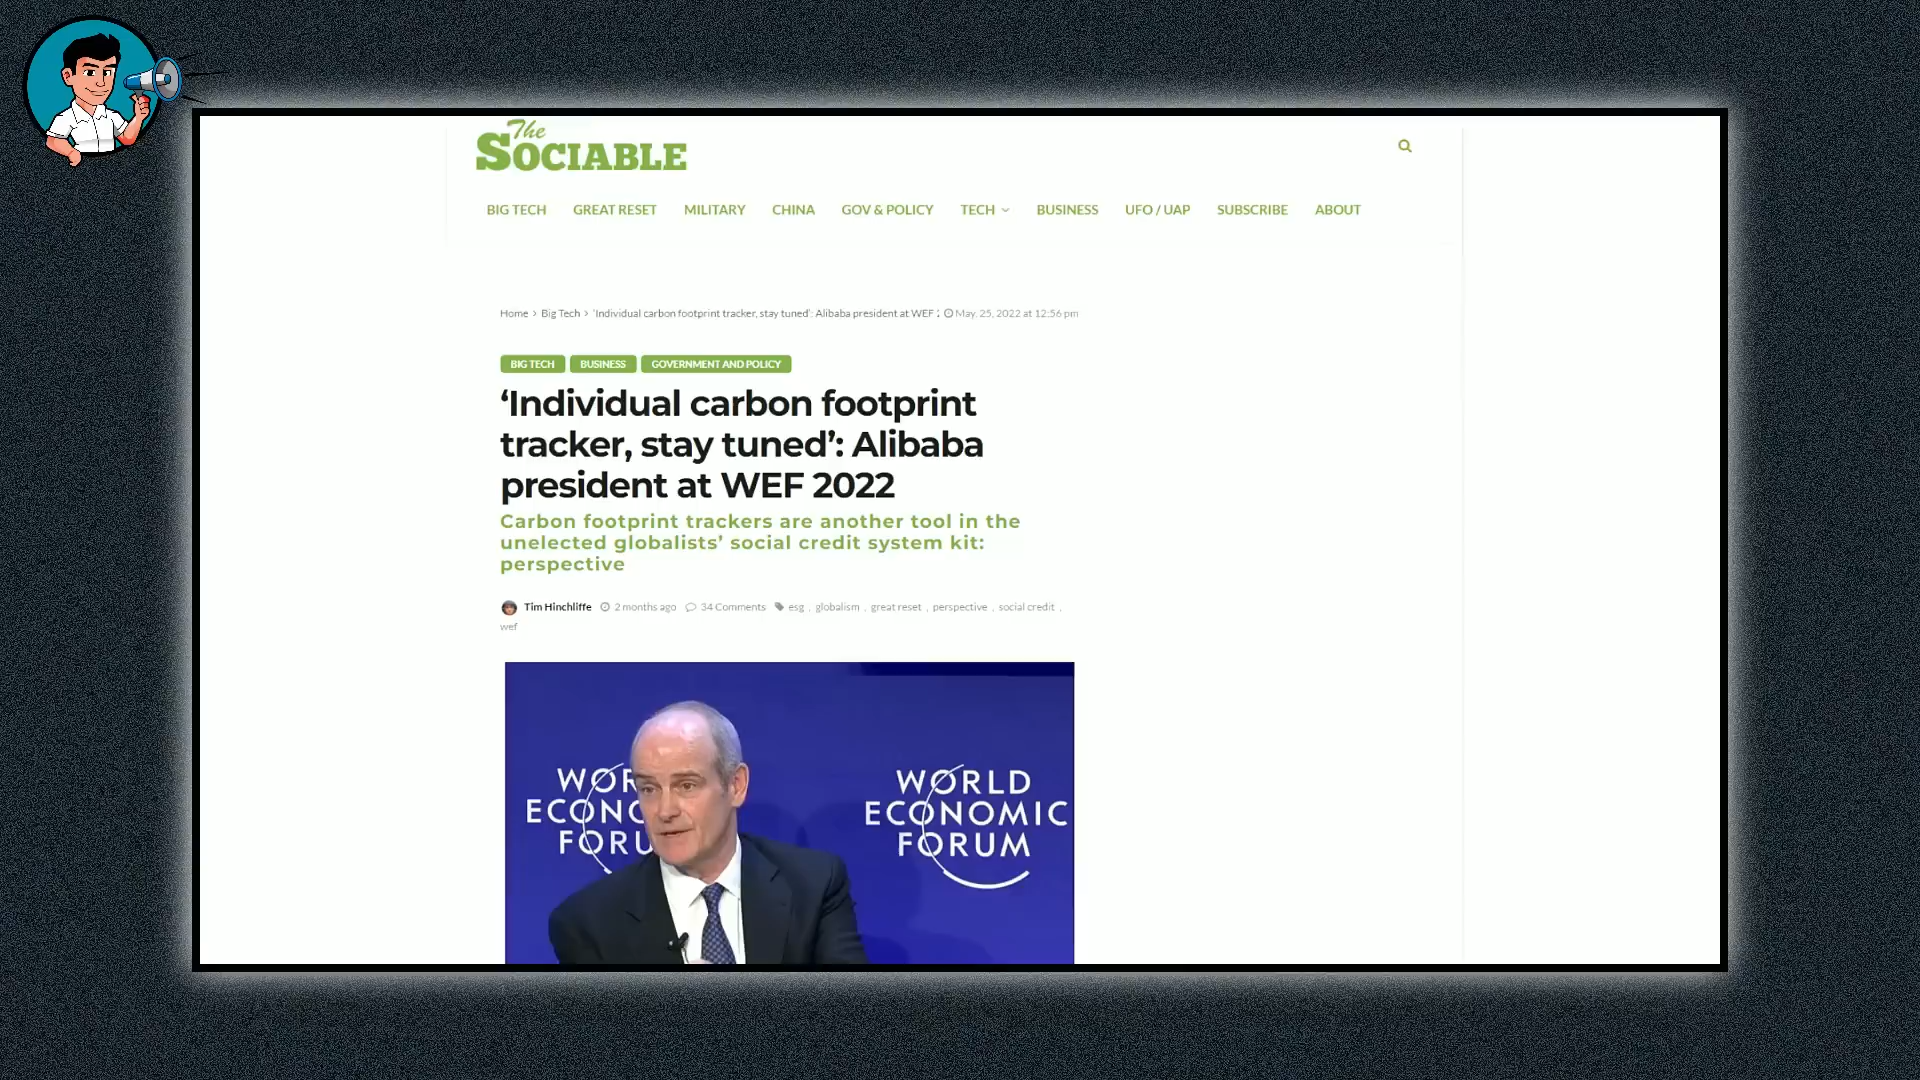 The
SOCIABLE
BIG TECH GREAT RESET MILITARY CHINA GOV & POLICY TECH BUSINESS UFO / UAP SUBSCRIBE ABOUT
Home > Big Tech > ‘Individual carbon footprint tracker, stay tuned’: Alibaba president at WEF 2 May. 25, 2022 at 12:56 pm
BIG TECH BUSINESS GOVERNMENT AND POLICY
‘Individual carbon footprint
tracker, stay tuned’: Alibaba
president at WEF 2022
Carbon footprint trackers are another tool in the
unelected globalists’ social credit system kit:
perspective
Tim Hinchliffe 2 months ago 34 Comments esg , globalism , great reset , perspective , social credit ,
wef
WOR
ECONO
FORU
WORLD
ECONOMIC
FORUM